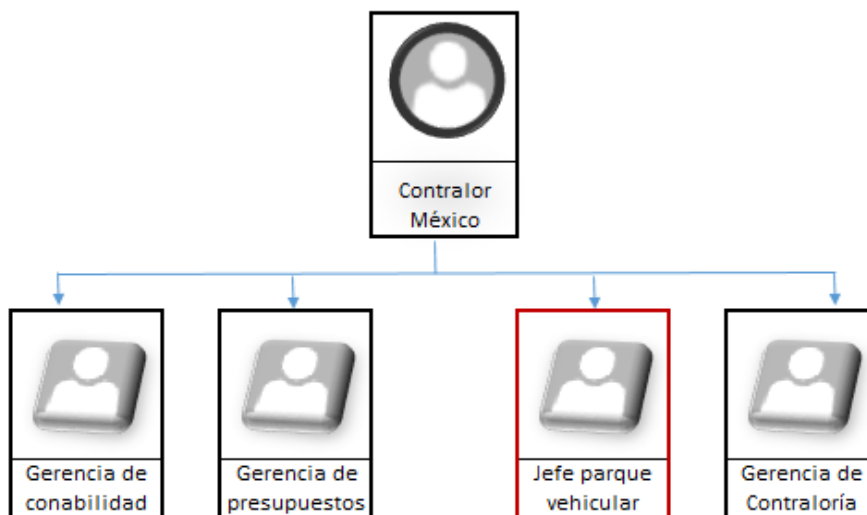 Contralor
México
Gerencia de
conabilidad
Gerencia de
presupuestos
Jefe parque
vehicular
Gerencia de
Contraloría